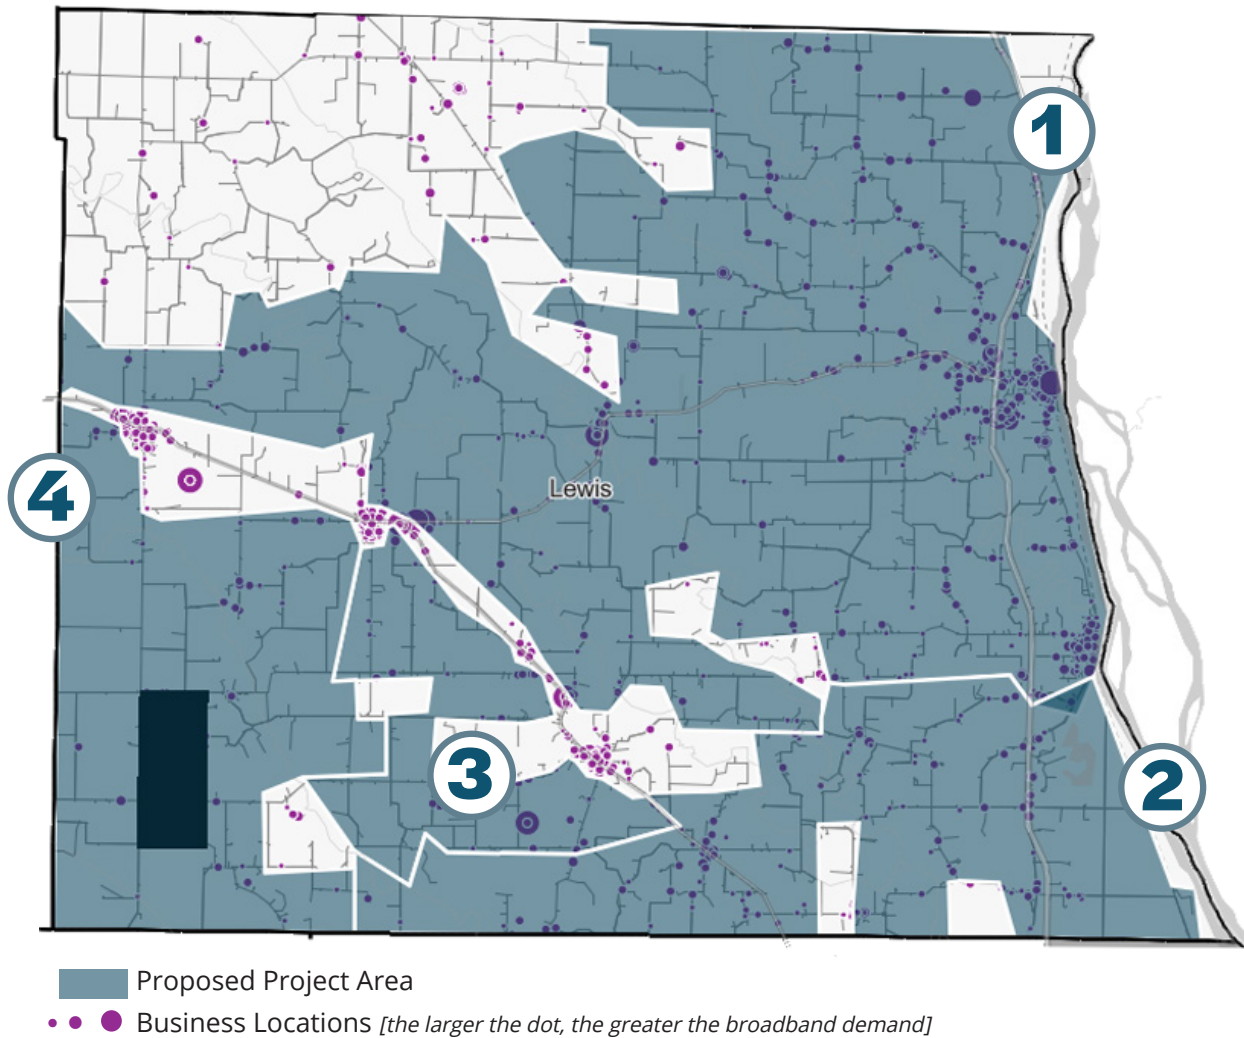 1
4
Lewis
3
2
Proposed Project Area
Business Locations [the larger the dot, the greater the broadband demand]